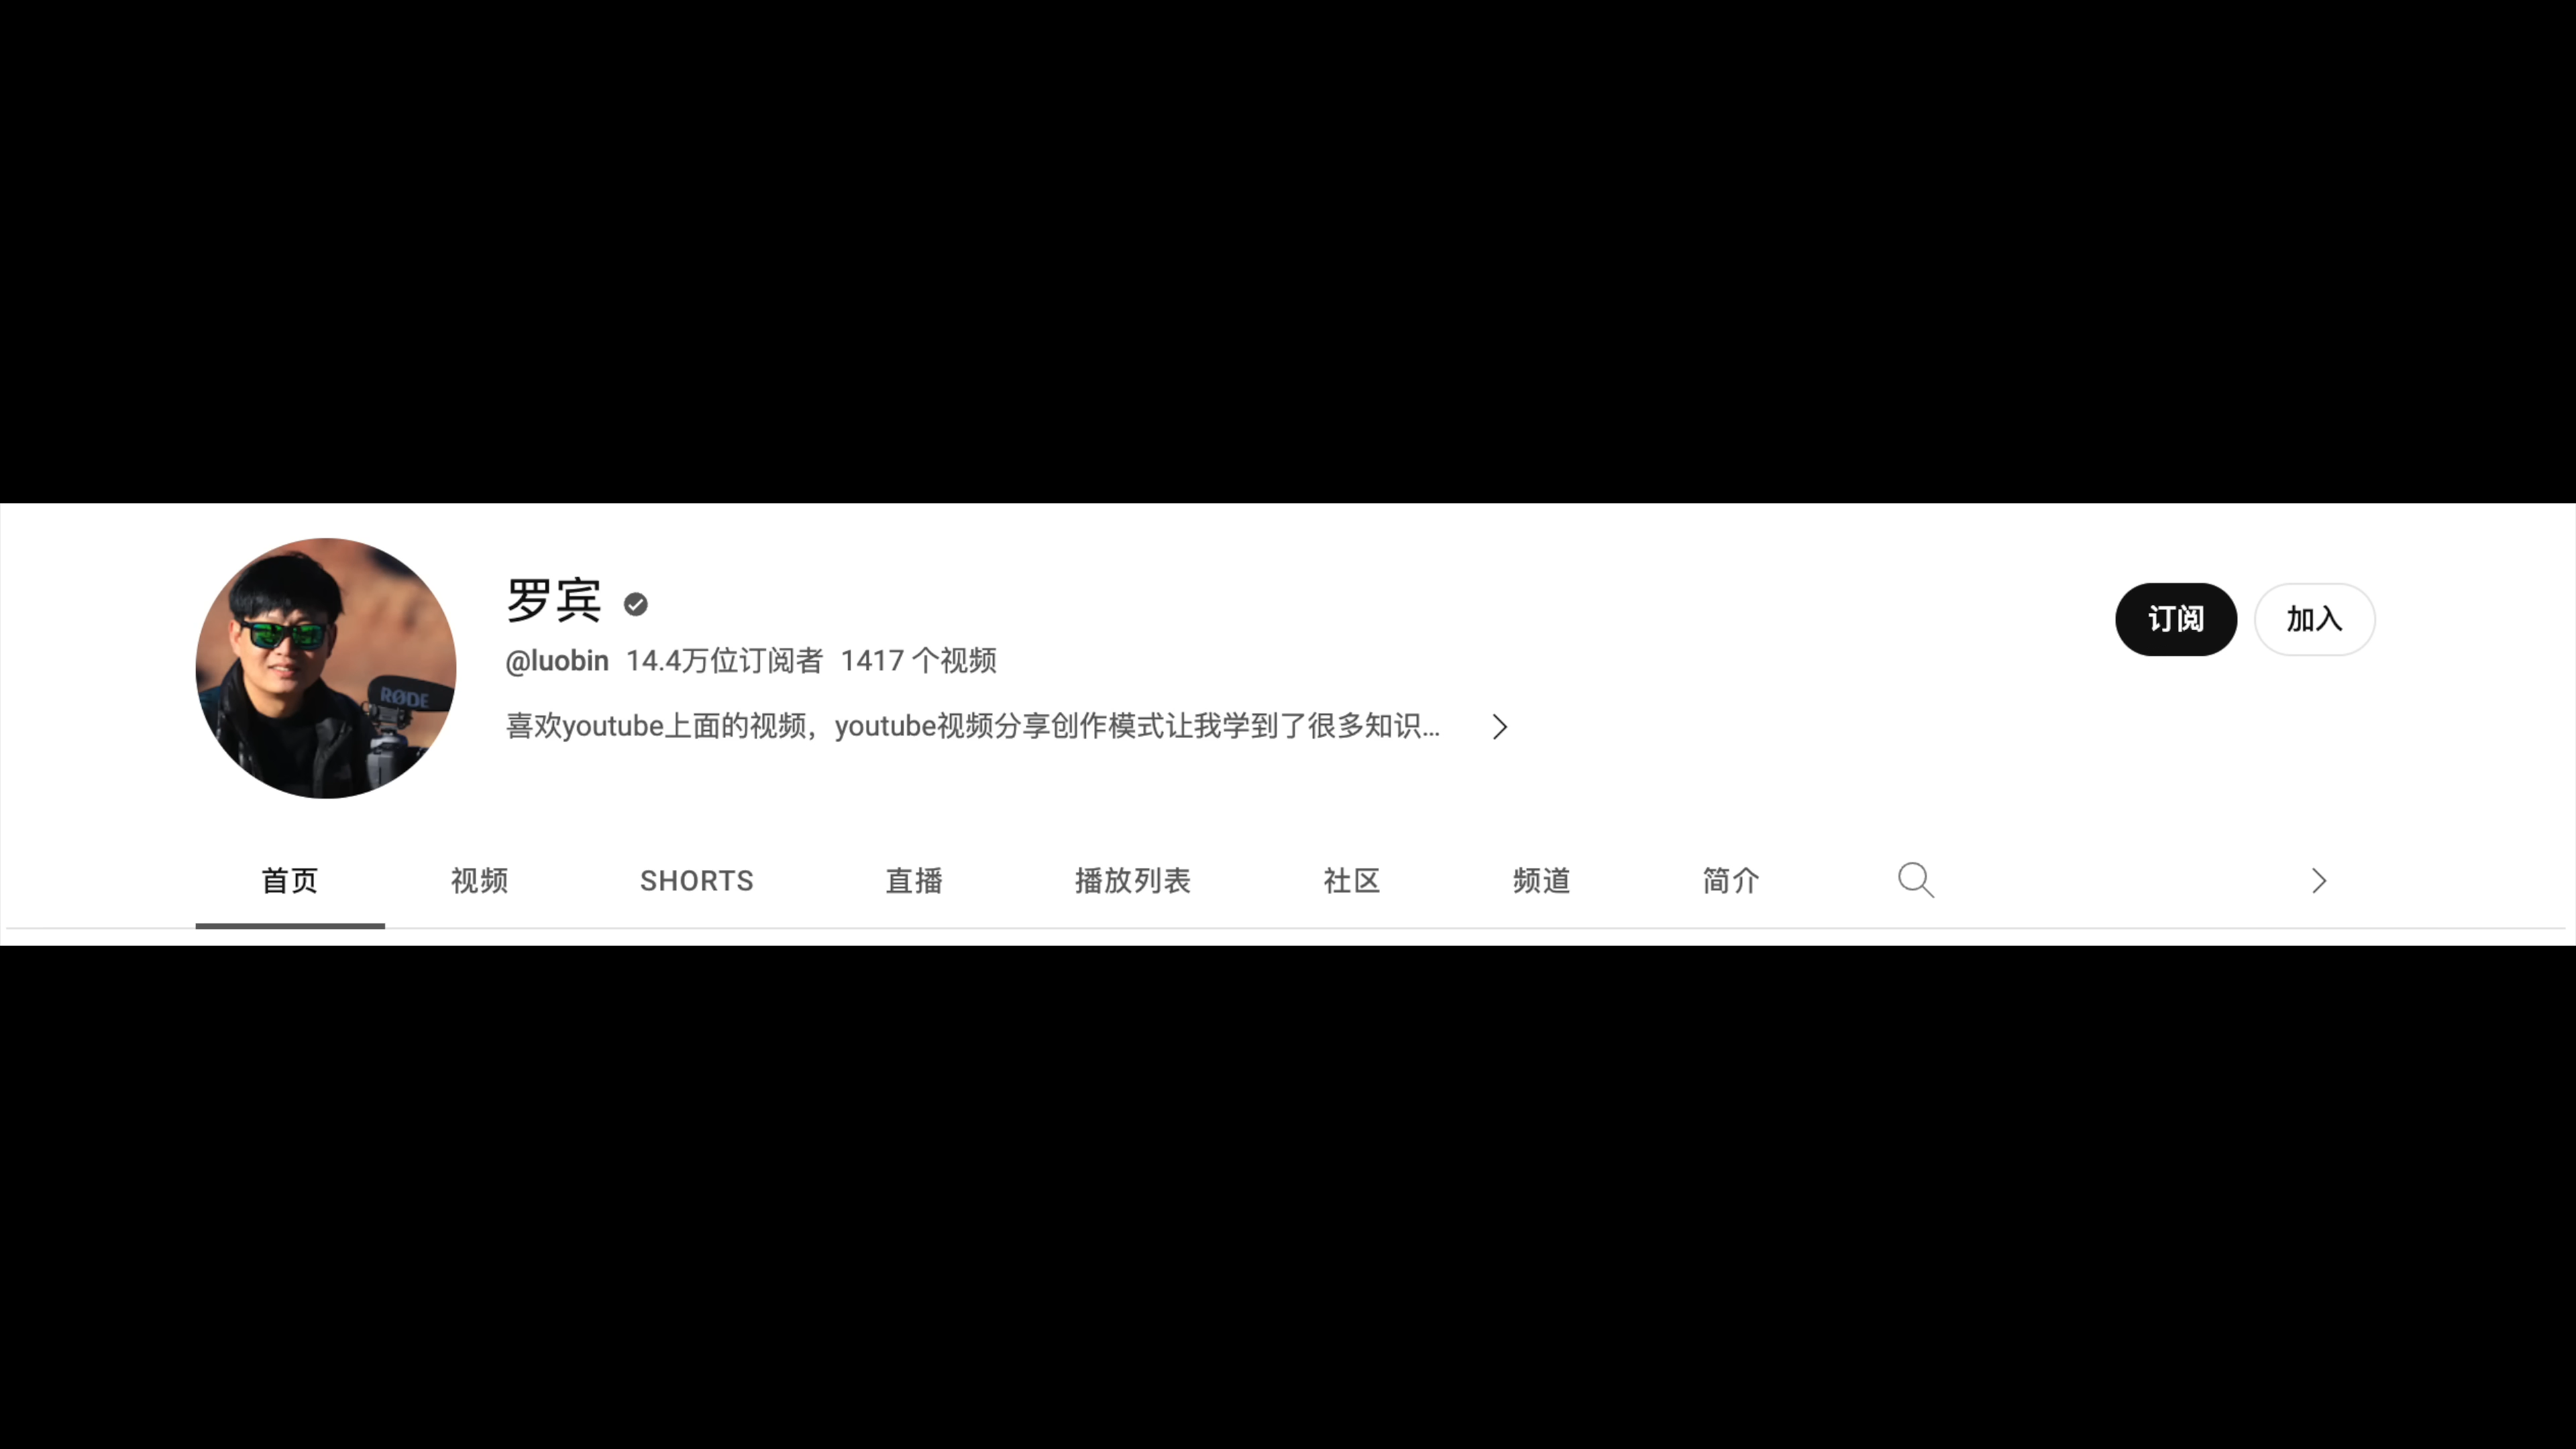 罗宾
@luobin 14.4万位订阅者 1417 个视频
喜欢youtube上面的视频，youtube视频分享创作模式让我学到了很多知识...
订阅 加入
RØDE
首页 视频 SHORTS 直播 播放列表 社区 频道 简介